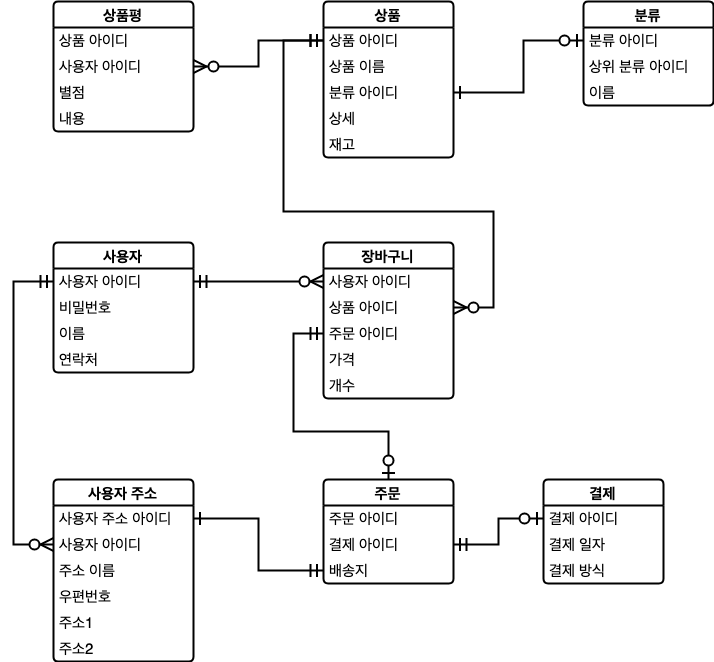 상품평
상품 아이디
사용자 아이디
별점
내용
상품
상품 아이디
상품 이름
분류 아이디
상세
재고
분류
분류 아이디
상위 분류 아이디
이름
사용자
사용자 아이디
비밀번호
이름
연락처
장바구니
사용자 아이디
상품 아이디
주문 아이디
가격
개수
사용자 주소
사용자 주소 아이디
사용자 아이디
주소 이름
우편번호
주소1
주소2
주문
주문 아이디
결제 아이디
배송지
결제
결제 아이디
결제 일자
결제 방식